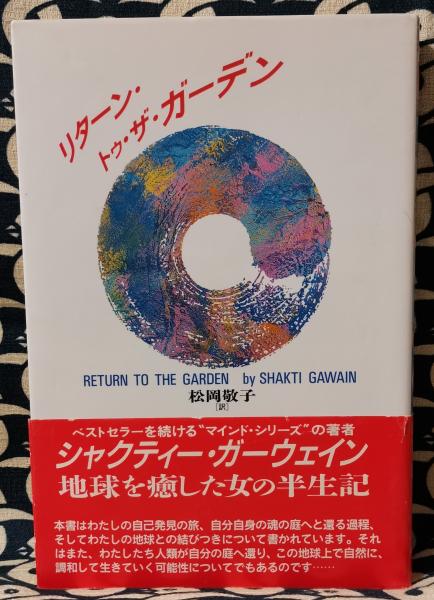 リターン・
トゥ・ザ・ガーデン
RETURN TO THE GARDEN by SHAKTI GAWAIN
松岡敬子
[訳]
ベストセラーを続ける“マインド・シリーズ”の著者
シャクティー・ガーウェイン
地球を癒した女の半生記
本書はわたしの自己発見の旅、自分自身の魂の庭へと還る過程、
そしてわたしの地球との結びつきについて書かれています。それ
はまた、わたしたち人類が自分の庭へ還り、この地球上で自然に、
調和して生きていく可能性についてでもあるのです……